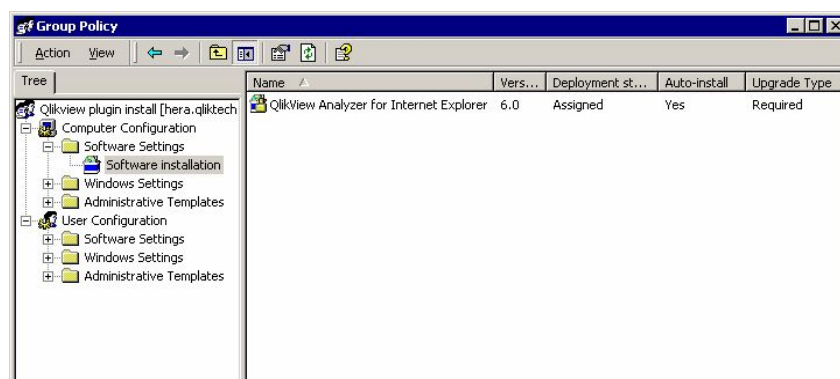 Group Policy
Action View
Tree
Name Vers... Deployment st... Auto-install Upgrade Type
Qlikview plugin install [hera.qliktech
QlikView Analyzer for Internet Explorer 6.0 Assigned Yes Required
Computer Configuration
Software Settings
Software installation
Windows Settings
Administrative Templates
User Configuration
Software Settings
Windows Settings
Administrative Templates